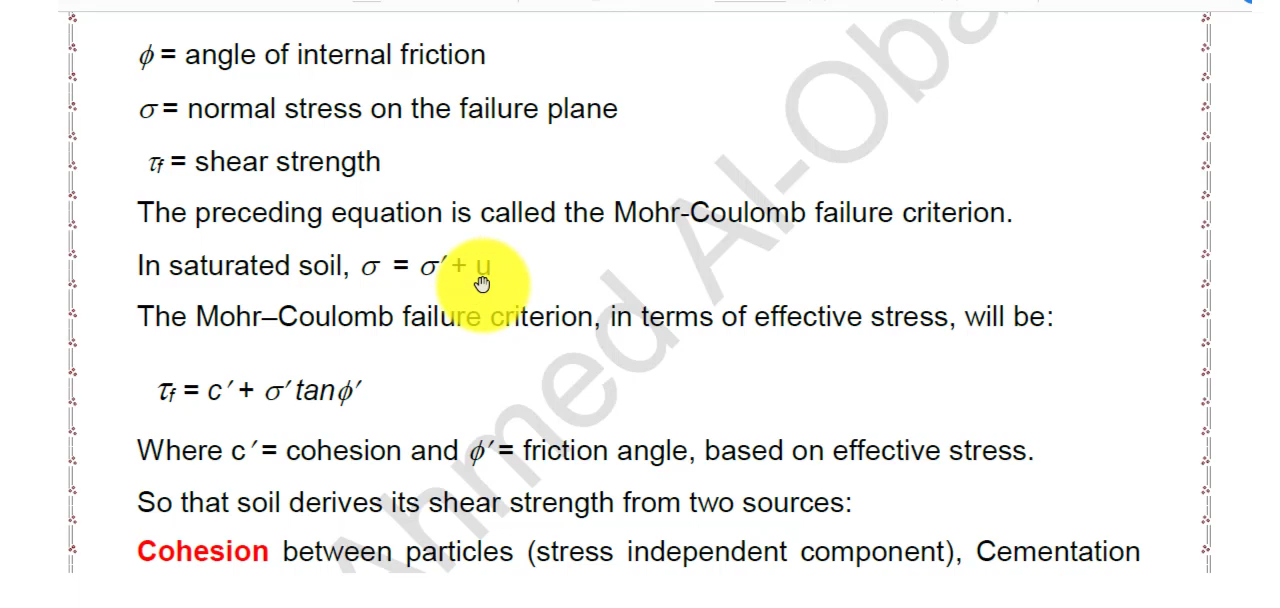 ϕ = angle of internal friction
σ = normal stress on the failure plane
τf = shear strength
The preceding equation is called the Mohr-Coulomb failure criterion.
In saturated soil, σ = σ′ + u
The Mohr–Coulomb failure criterion, in terms of effective stress, will be:
τf = c′ + σ′ tanϕ′
Where c′ = cohesion and ϕ′ = friction angle, based on effective stress.
So that soil derives its shear strength from two sources:
Cohesion between particles (stress independent component), Cementation
Ahmed Al-Oba